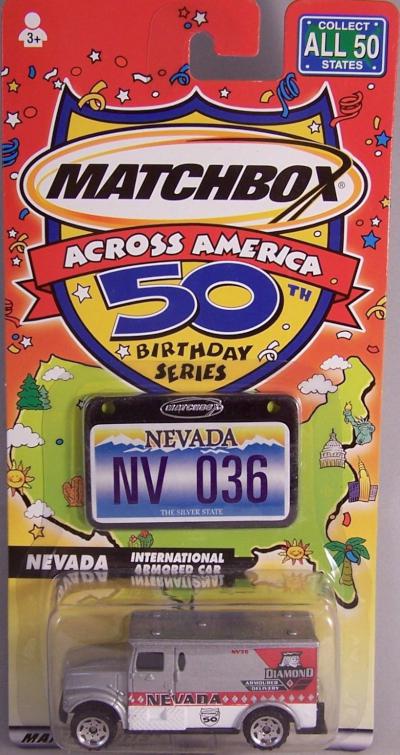 3+
COLLECT
ALL 50
STATES
MATCHBOX®
ACROSS AMERICA
50TH
BIRTHDAY
SERIES
MATCHBOX
NEVADA
NV 036
THE SILVER STATE
NEVADA
INTERNATIONAL
ARMORED CAR
NV36
DIAMOND
ARMOURED
DELIVERY
NEVADA
50